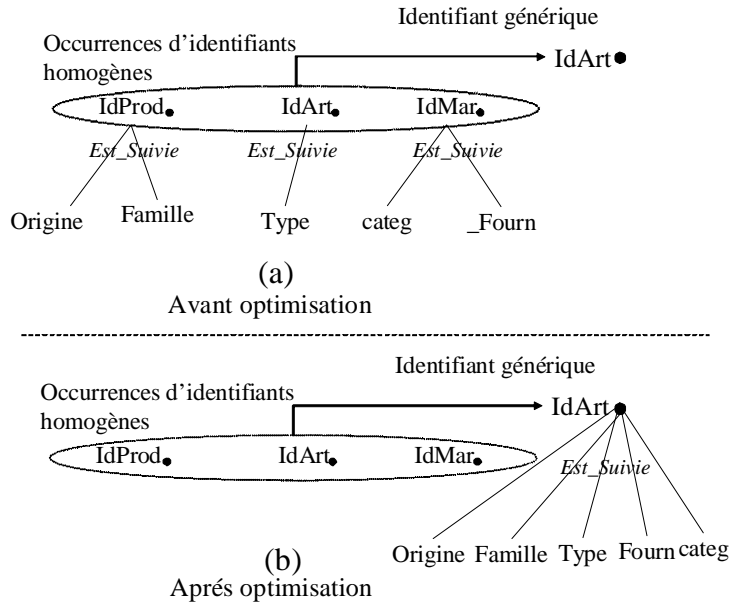 Identifiant générique
Occurrences d’identifiants
homogènes
IdArt
IdProd IdArt IdMar
Est_Suivie Est_Suivie Est_Suivie
Origine Famille Type categ _Fourn
(a)
Avant optimisation
Identifiant générique
Occurrences d’identifiants
homogènes
IdArt
IdProd IdArt IdMar
Est_Suivie
Origine Famille Type Fourn categ
(b)
Aprés optimisation